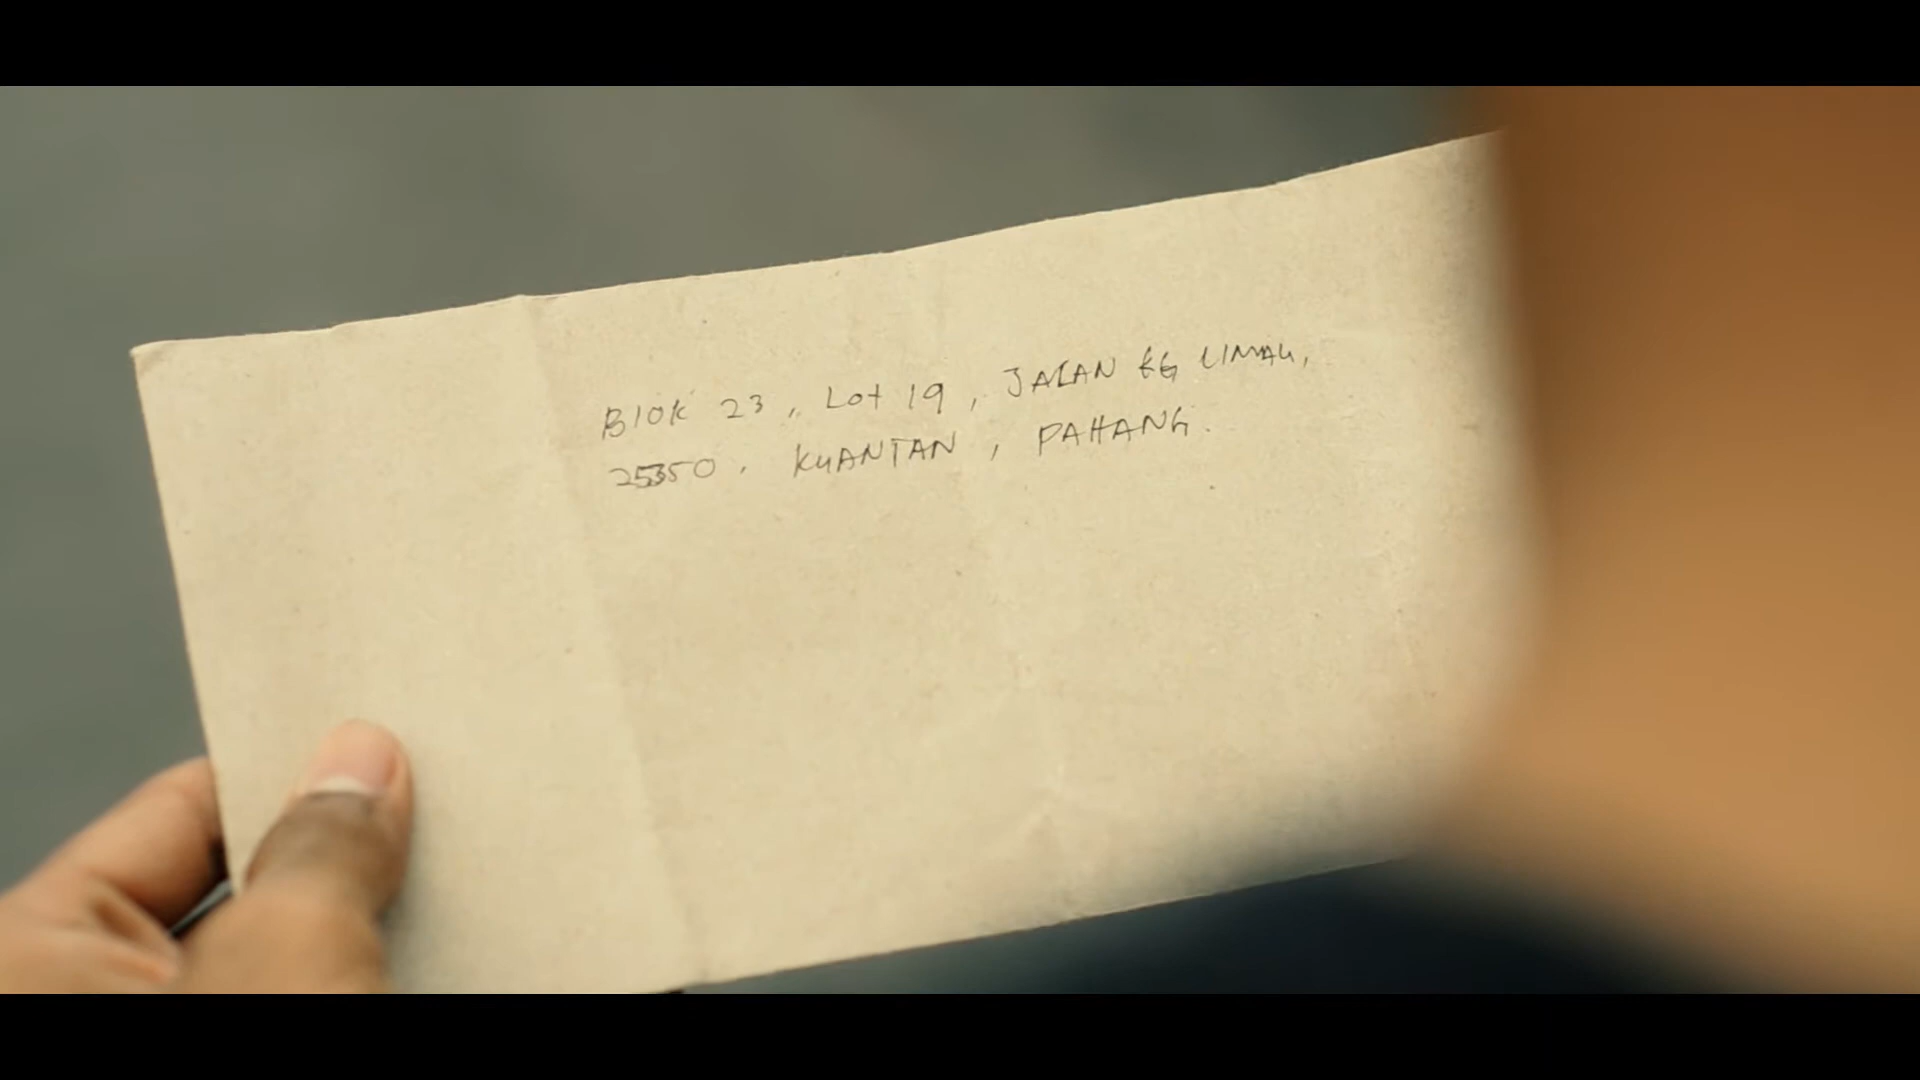 Blok 23, Lot 19, JALAN KG LIMAU,
25350, KUANTAN, PAHANG.